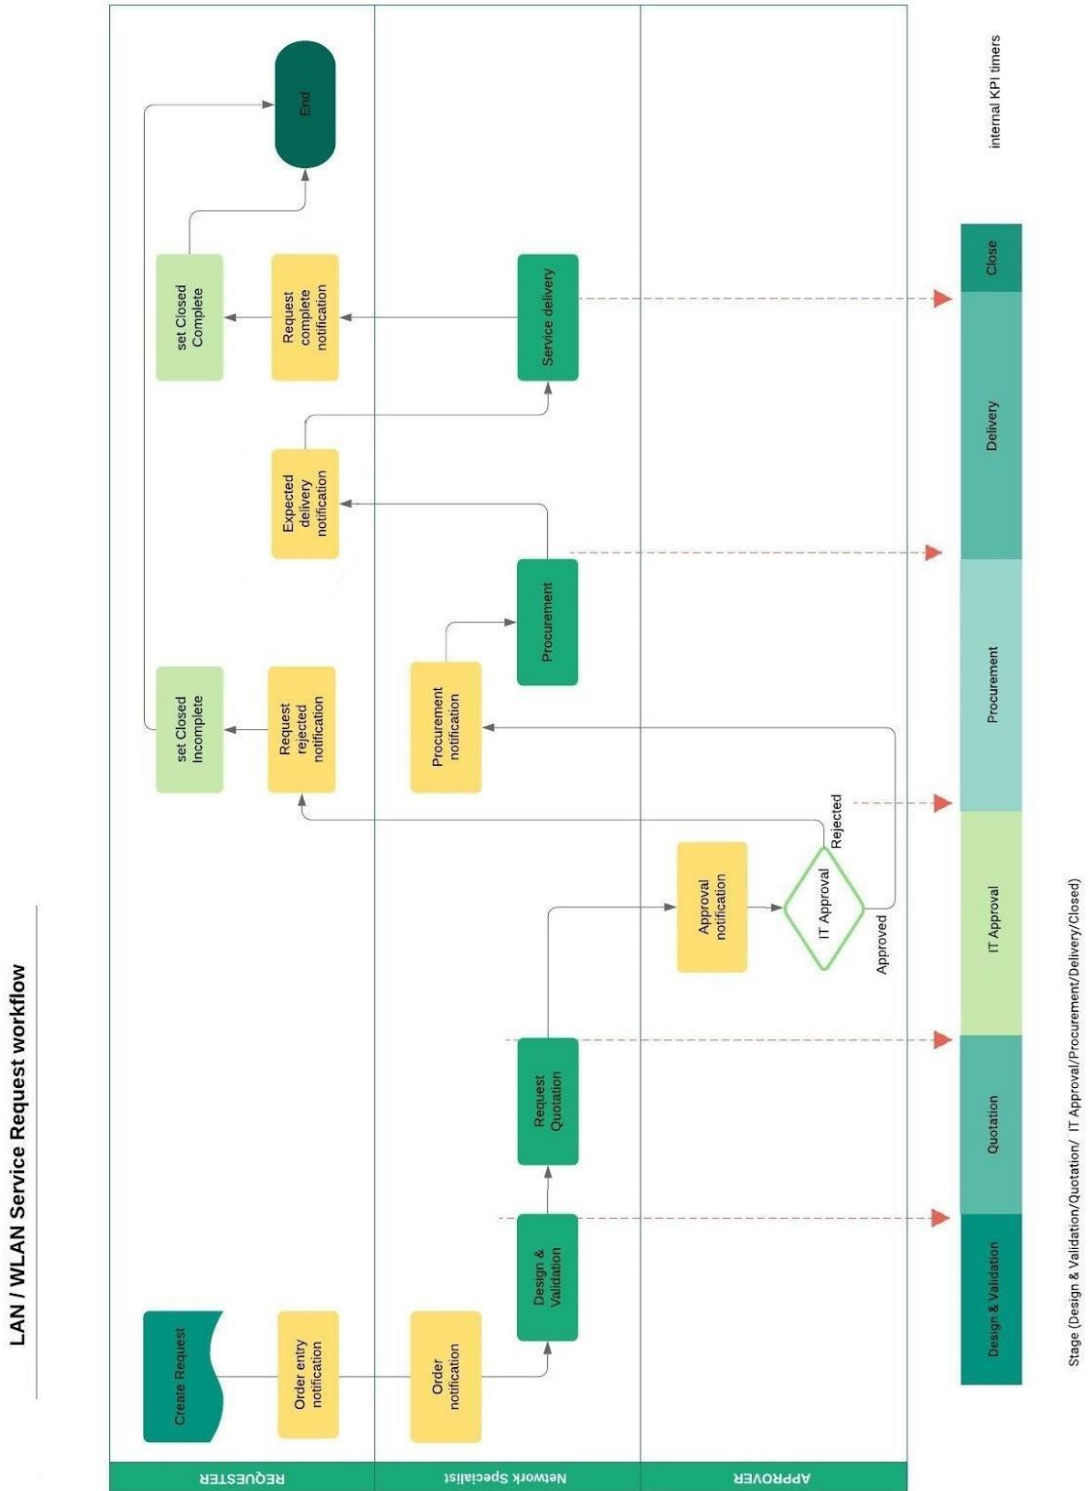 LAN / WLAN Service Request workflow
REQUESTER
Create Request
Order entry
notification
set Closed
Incomplete
Request
rejected
notification
Expected
delivery
notification
set Closed
Complete
Request
complete
notification
End
Network Specialist
Order
notification
Design &
Validation
Request
Quotation
Procurement
notification
Procurement
Service delivery
APPROVER
Approval
notification
IT Approval
Rejected
Approved
Design & Validation
Quotation
IT Approval
Procurement
Delivery
Close
internal KPI timers
Stage (Design & Validation/Quotation/ IT Approval/Procurement/Delivery/Closed)